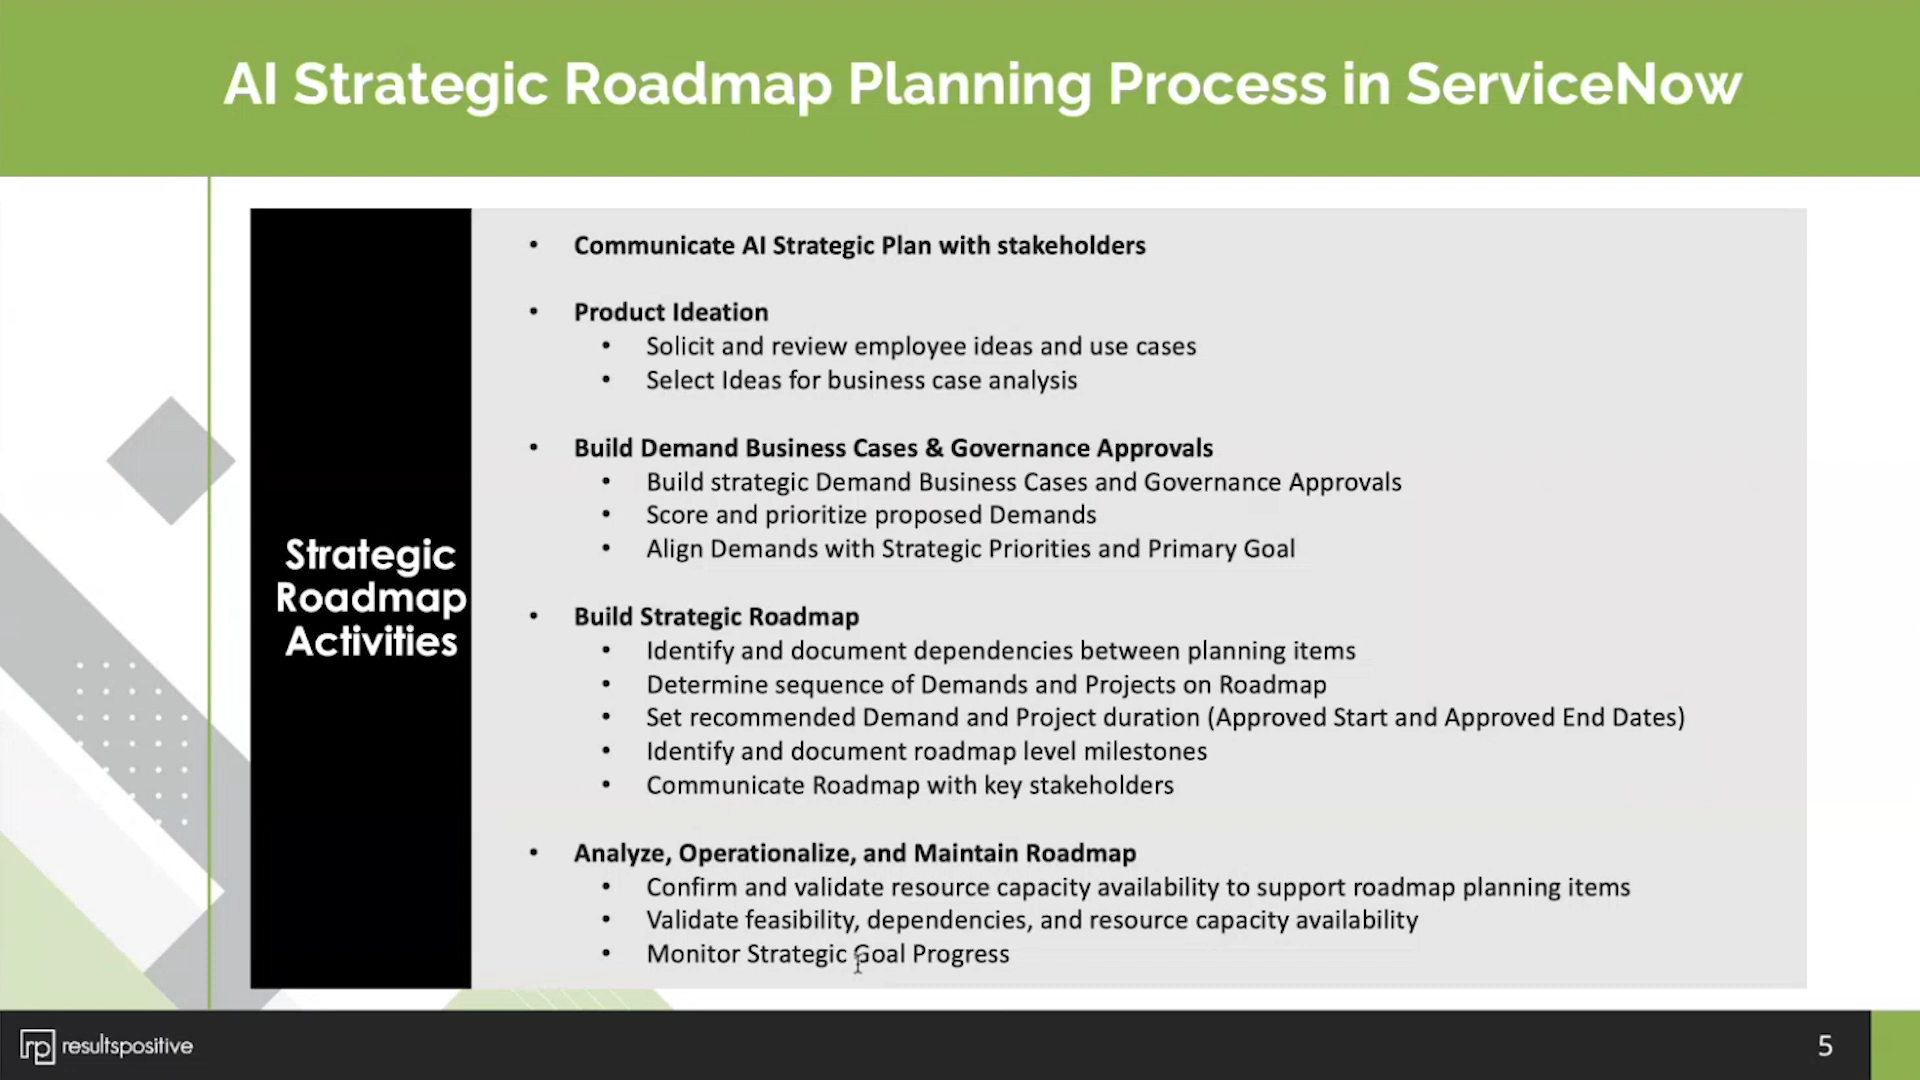 AI Strategic Roadmap Planning Process in ServiceNow
Strategic
Roadmap
Activities
• Communicate AI Strategic Plan with stakeholders
• Product Ideation
• Solicit and review employee ideas and use cases
• Select Ideas for business case analysis
• Build Demand Business Cases & Governance Approvals
• Build strategic Demand Business Cases and Governance Approvals
• Score and prioritize proposed Demands
• Align Demands with Strategic Priorities and Primary Goal
• Build Strategic Roadmap
• Identify and document dependencies between planning items
• Determine sequence of Demands and Projects on Roadmap
• Set recommended Demand and Project duration (Approved Start and Approved End Dates)
• Identify and document roadmap level milestones
• Communicate Roadmap with key stakeholders
• Analyze, Operationalize, and Maintain Roadmap
• Confirm and validate resource capacity availability to support roadmap planning items
• Validate feasibility, dependencies, and resource capacity availability
• Monitor Strategic Goal Progress
rp resultspositive
5